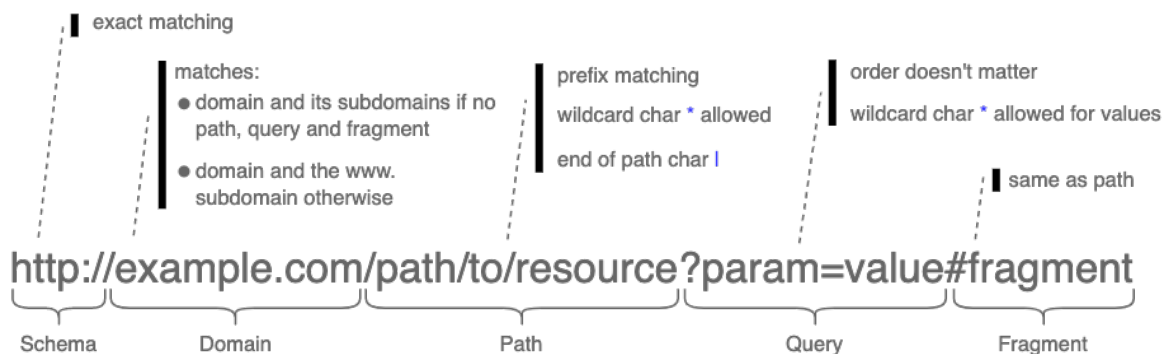 exact matching
matches:
● domain and its subdomains if no
path, query and fragment
● domain and the www.
subdomain otherwise
prefix matching
wildcard char * allowed
end of path char |
order doesn't matter
wildcard char * allowed for values
same as path
http://example.com/path/to/resource?param=value#fragment
Schema Domain Path Query Fragment